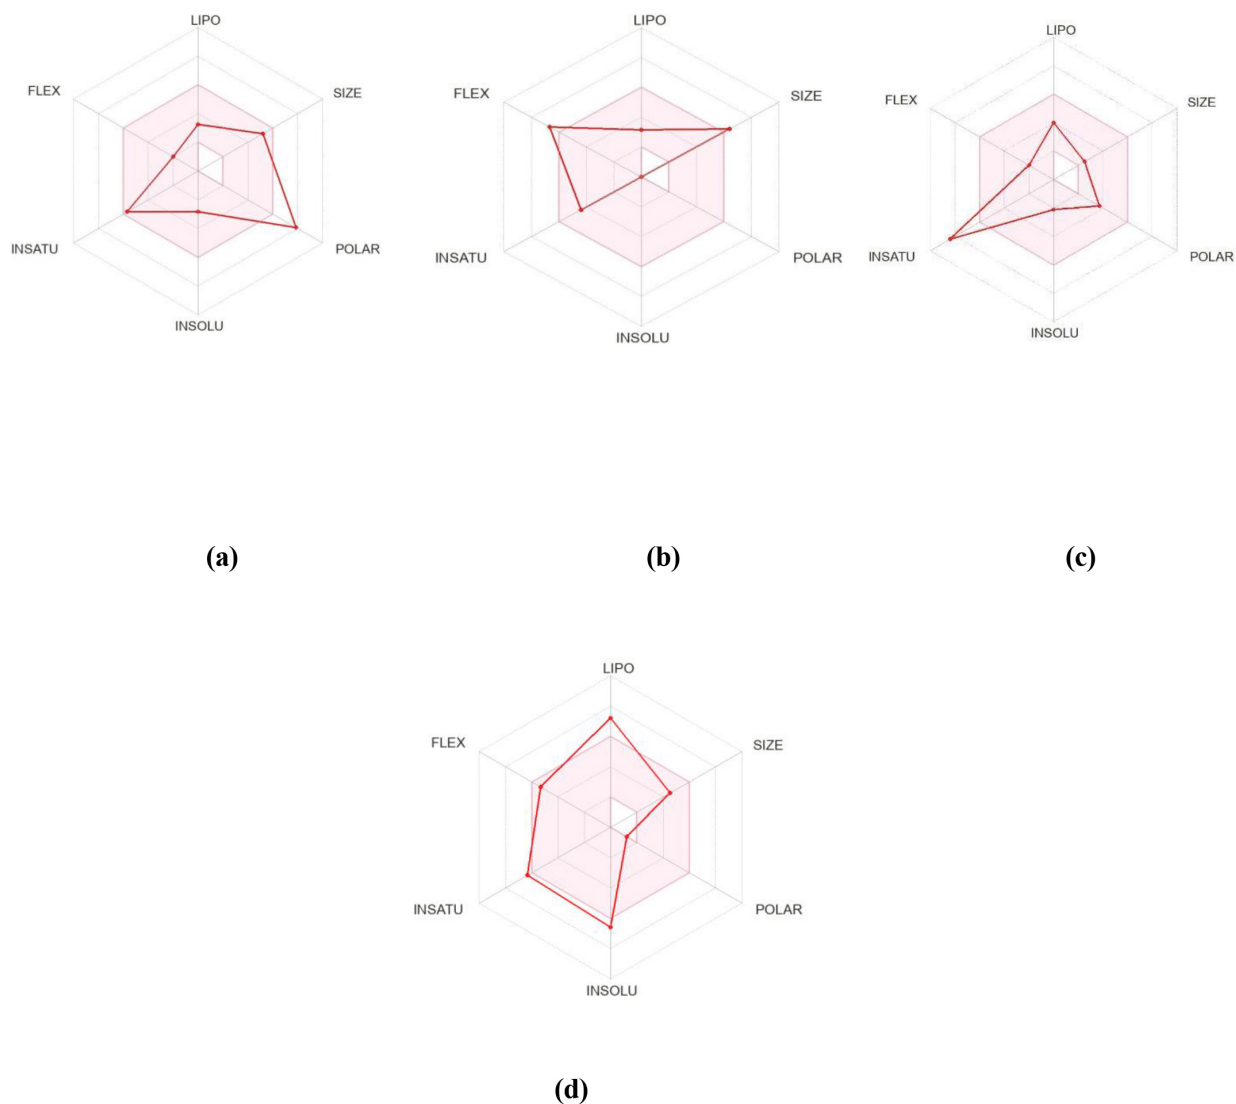 LIPO
FLEX
SIZE
INSATU
POLAR
INSOLU
(a)
LIPO
FLEX
SIZE
INSATU
POLAR
INSOLU
(b)
LIPO
FLEX
SIZE
INSATU
POLAR
INSOLU
(c)
LIPO
FLEX
SIZE
INSATU
POLAR
INSOLU
(d)